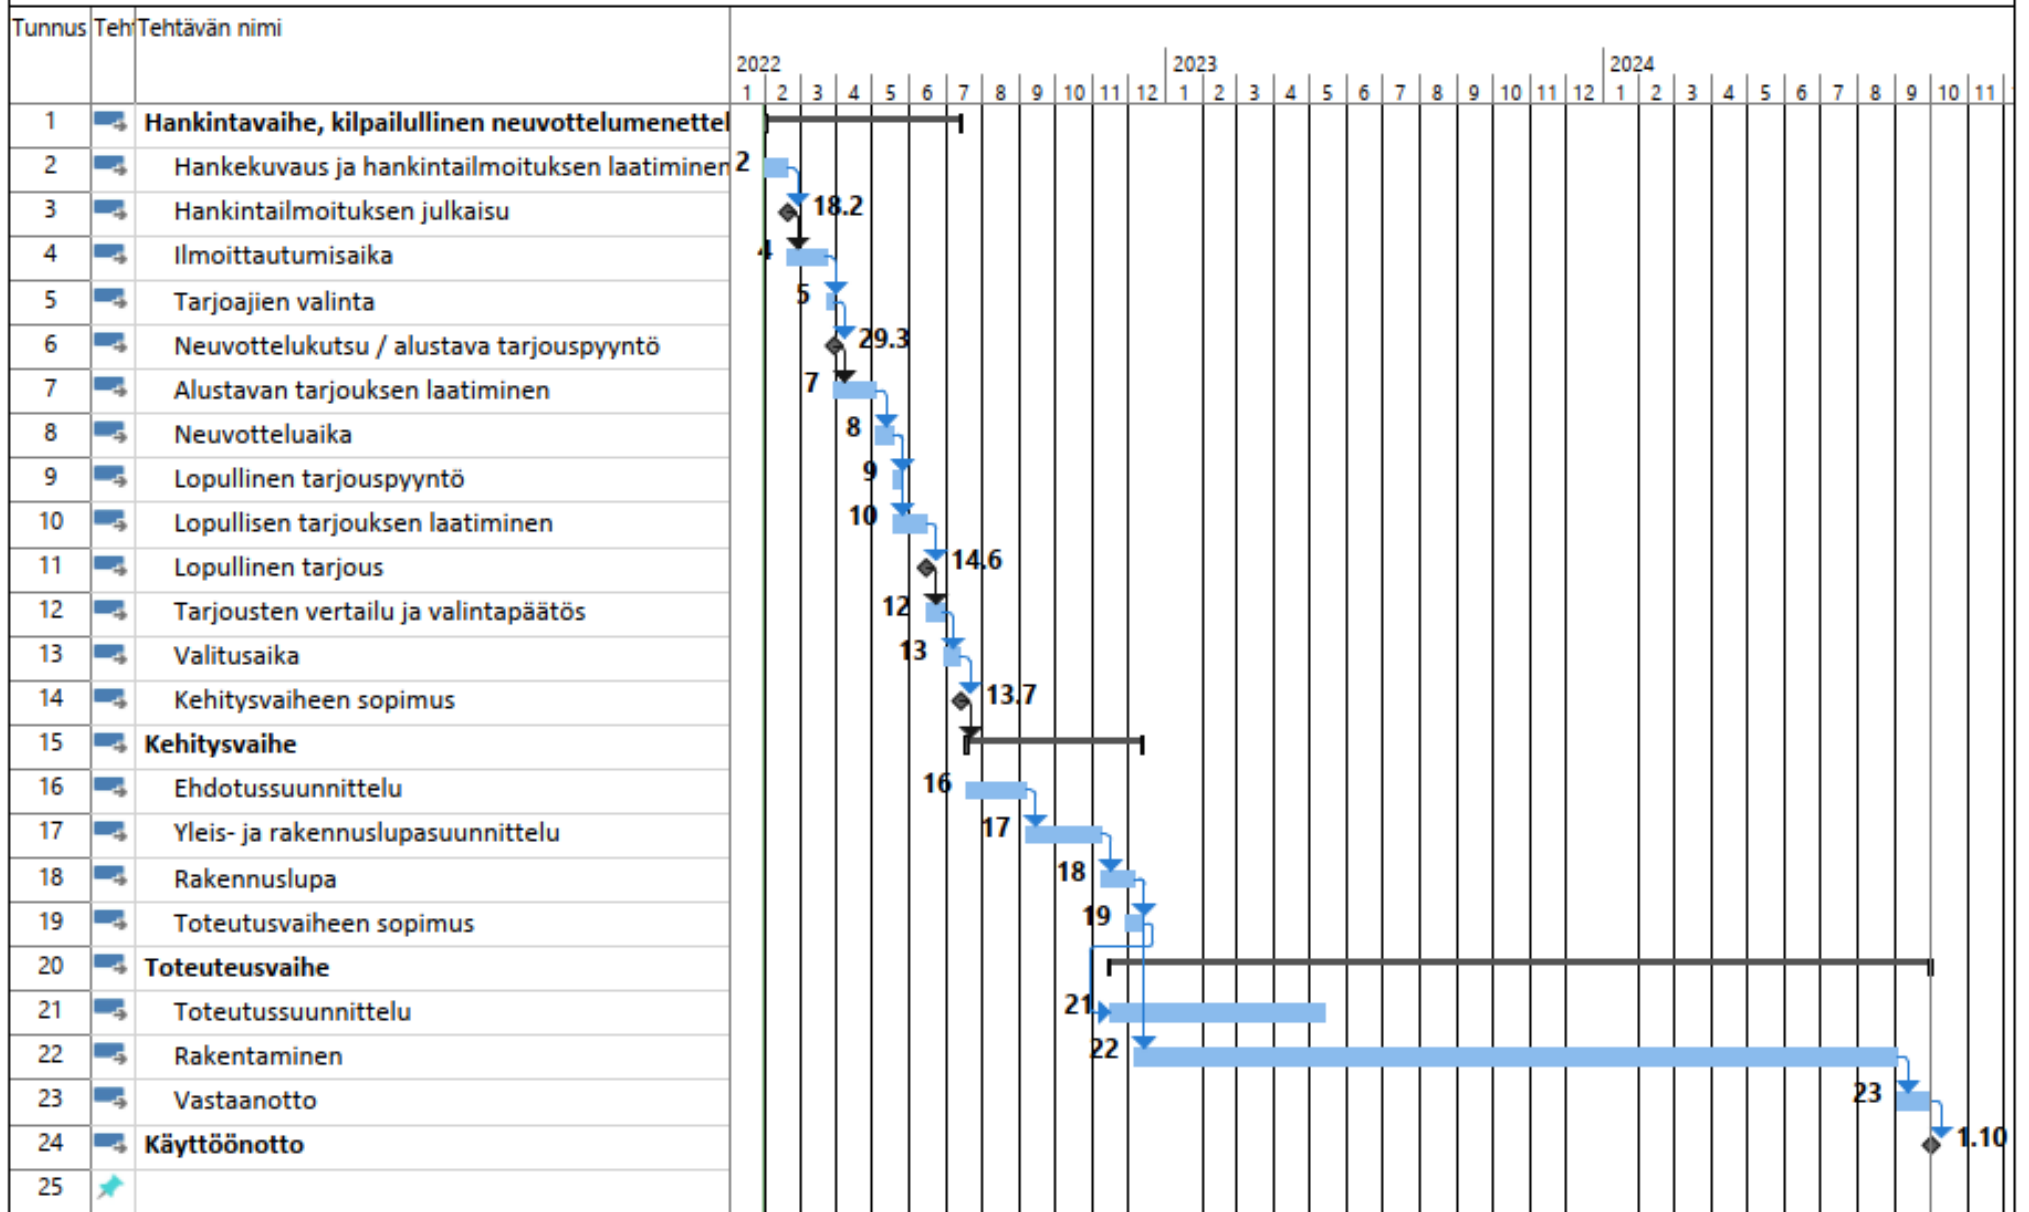 Tunnus Teht Tehtävän nimi
2022 2023 2024
1 2 3 4 5 6 7 8 9 10 11 12 1 2 3 4 5 6 7 8 9 10 11 12 1 2 3 4 5 6 7 8 9 10 11
1 Hankintavaihe, kilpailullinen neuvottelumenettel
2 Hankekuvaus ja hankintailmoituksen laatiminen 2
3 Hankintailmoituksen julkaisu 18.2
4 Ilmoittautumisaika 4
5 Tarjoajien valinta 5
6 Neuvottelukutsu / alustava tarjouspyyntö 29.3
7 Alustavan tarjouksen laatiminen 7
8 Neuvotteluaika 8
9 Lopullinen tarjouspyyntö 9
10 Lopullisen tarjouksen laatiminen 10
11 Lopullinen tarjous 14.6
12 Tarjousten vertailu ja valintapäätös 12
13 Valitusaika 13
14 Kehitysvaiheen sopimus 13.7
15 Kehitysvaihe
16 Ehdotussuunnittelu 16
17 Yleis- ja rakennuslupasuunnittelu 17
18 Rakennuslupa 18
19 Toteutusvaiheen sopimus 19
20 Toteuteusvaihe
21 Toteutussuunnittelu 21
22 Rakentaminen 22
23 Vastaanotto 23
24 Käyttöönotto 1.10
25